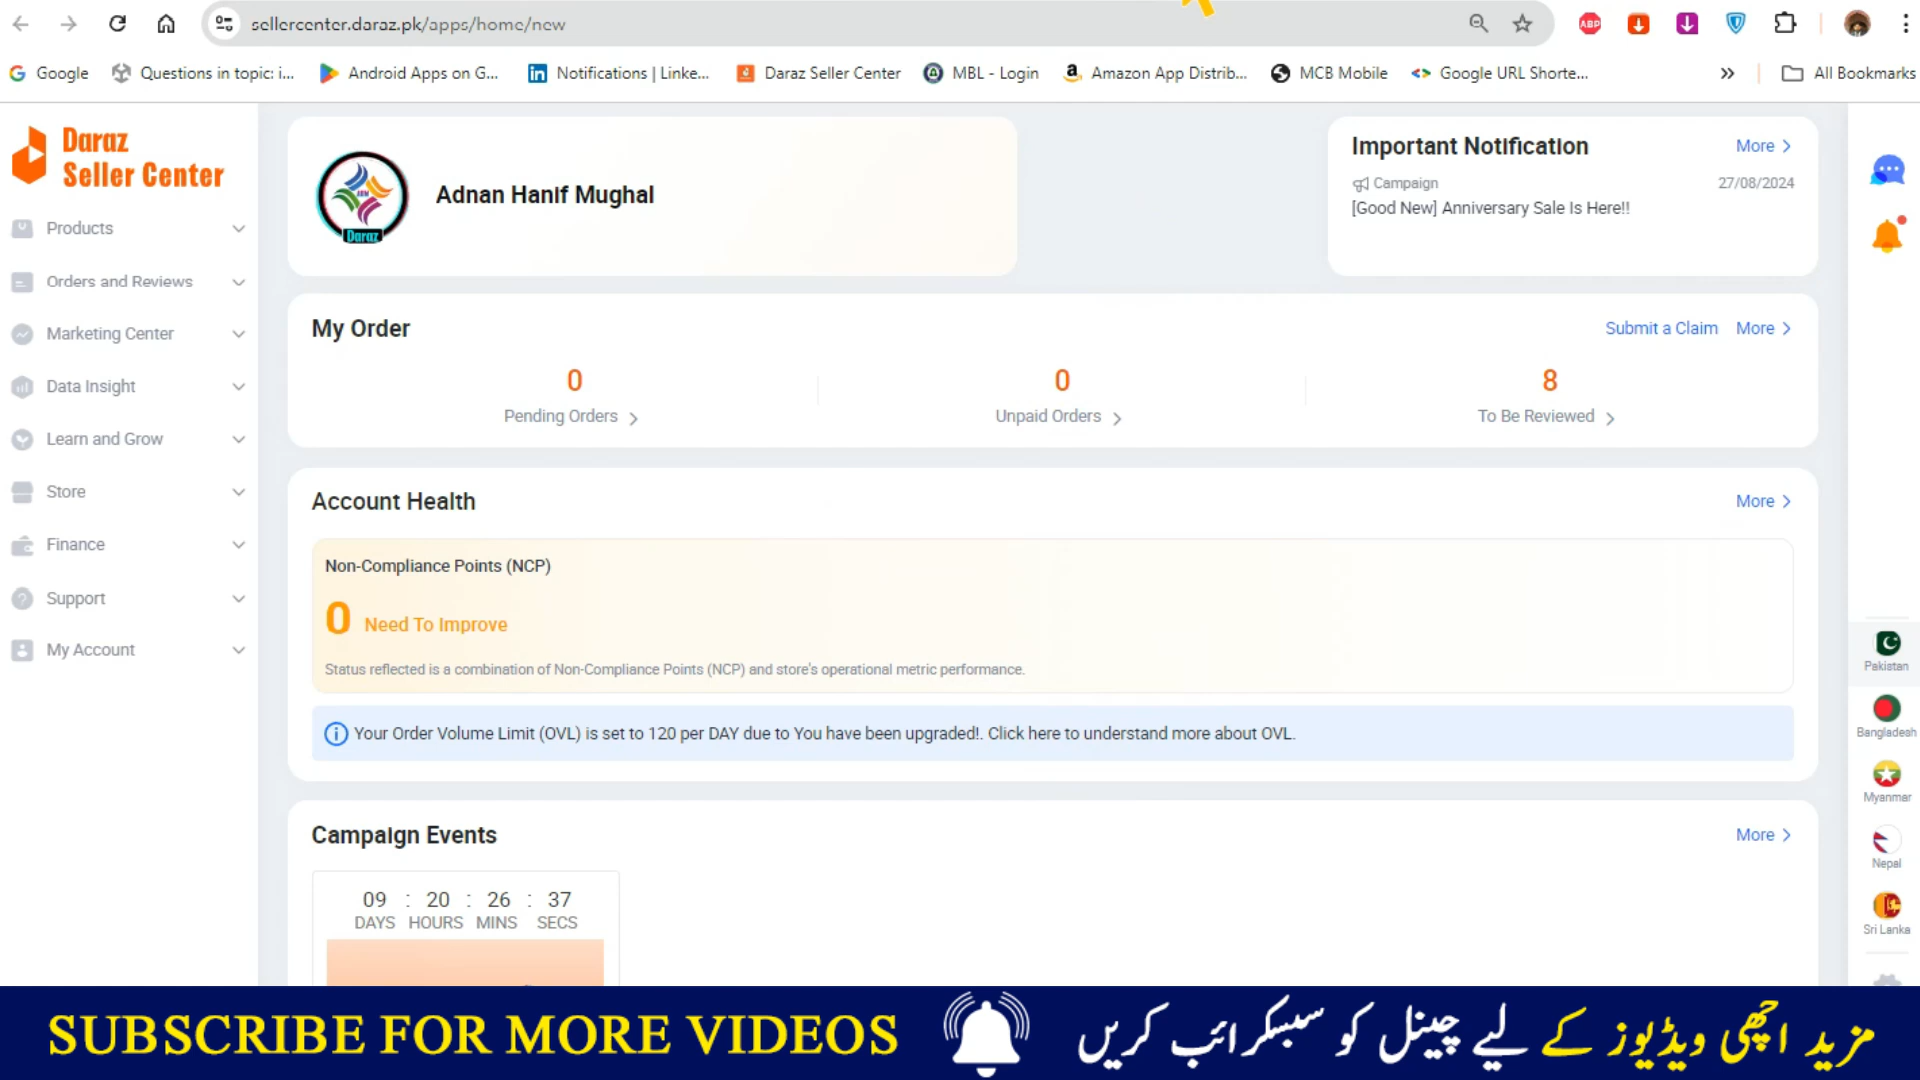 sellercenter.daraz.pk/apps/home/new
ABP
Google
Questions in topic: i...
Android Apps on G...
Notifications | Linke...
Daraz Seller Center
MBL - Login
Amazon App Distrib...
MCB Mobile
Google URL Shorte...
All Bookmarks
Daraz
Seller Center
Products
Orders and Reviews
Marketing Center
Data Insight
Learn and Grow
Store
Finance
Support
My Account
Daraz
Adnan Hanif Mughal
Important Notification
More
Campaign
27/08/2024
[Good New] Anniversary Sale Is Here!!
My Order
Submit a Claim
More
0
Pending Orders
0
Unpaid Orders
8
To Be Reviewed
Account Health
More
Non-Compliance Points (NCP)
0 Need To Improve
Status reflected is a combination of Non-Compliance Points (NCP) and store's operational metric performance.
Your Order Volume Limit (OVL) is set to 120 per DAY due to You have been upgraded!. Click here to understand more about OVL.
Campaign Events
More
09 : 20 : 26 : 37
DAYS HOURS MINS SECS
Pakistan
Bangladesh
Myanmar
Nepal
Sri Lanka
SUBSCRIBE FOR MORE VIDEOS
مزید اچھی ویڈیوز کے لیے چینل کو سبسکرائب کریں